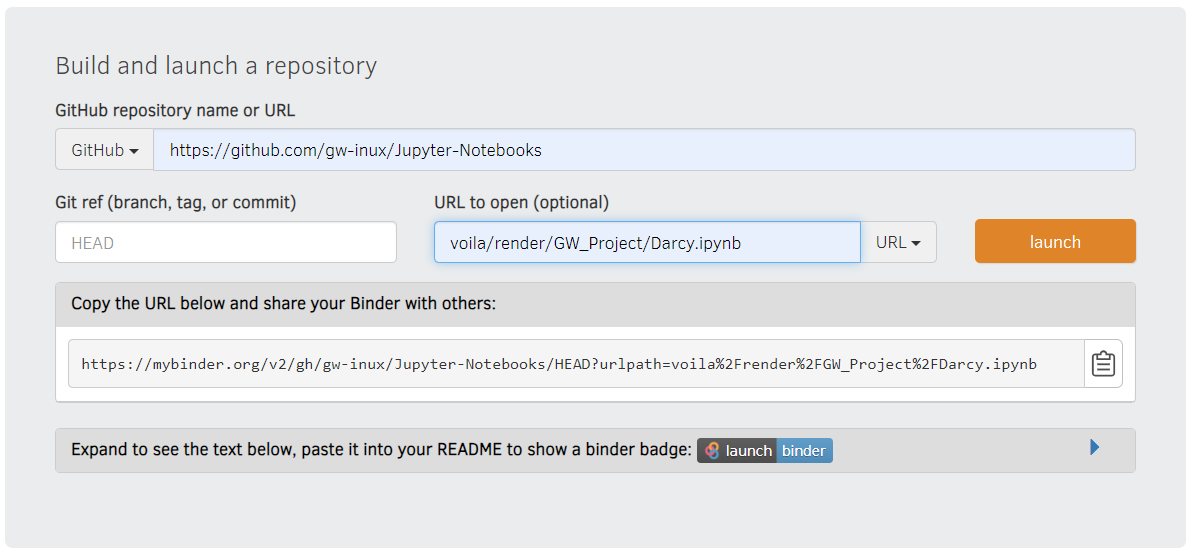 Build and launch a repository
GitHub repository name or URL
GitHub
https://github.com/gw-inux/Jupyter-Notebooks
Git ref (branch, tag, or commit)
URL to open (optional)
HEAD
voila/render/GW_Project/Darcy.ipynb
URL
launch
Copy the URL below and share your Binder with others:
https://mybinder.org/v2/gh/gw-inux/Jupyter-Notebooks/HEAD?urlpath=voila%2Frender%2FGW_Project%2FDarcy.ipynb
Expand to see the text below, paste it into your README to show a binder badge: launch binder